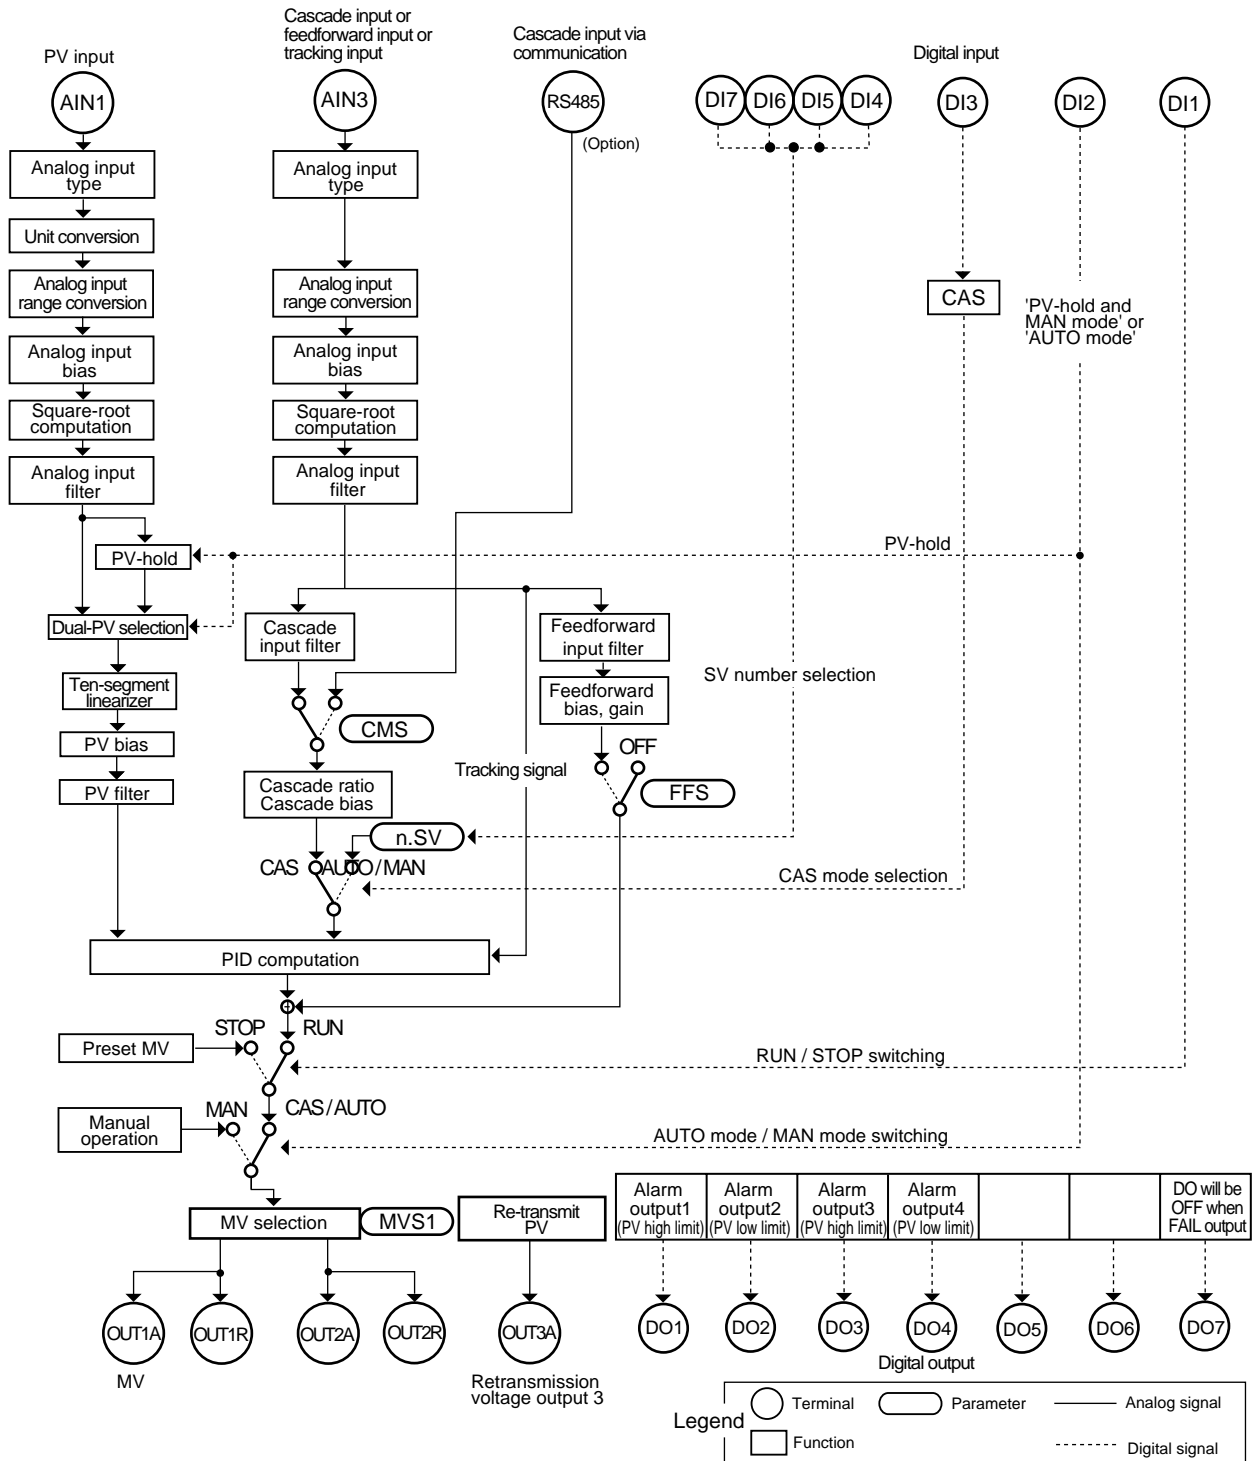 Cascade input or
feedforward input or
tracking input
PV input
Cascade input via
communication
Digital input
AIN1
AIN3
RS485
(Option)
DI7
DI6
DI5
DI4
DI3
DI2
DI1
Analog input
type
Analog input
type
Unit conversion
Analog input
range conversion
Analog input
range conversion
CAS
'PV-hold and
MAN mode' or
'AUTO mode'
Analog input
bias
Analog input
bias
Square-root
computation
Square-root
computation
Analog input
filter
Analog input
filter
PV-hold
PV-hold
Dual-PV selection
Cascade
input filter
Feedforward
input filter
SV number selection
Ten-segment
linearizer
Feedforward
bias, gain
CMS
PV bias
OFF
Tracking signal
Cascade ratio
Cascade bias
PV filter
FFS
n.SV
CAS
AUTO / MAN
CAS mode selection
PID computation
STOP
RUN
Preset MV
RUN / STOP switching
MAN
CAS / AUTO
Manual
operation
AUTO mode / MAN mode switching
MV selection
MVS1
Re-transmit
PV
Alarm
output1
(PV high limit)
Alarm
output2
(PV low limit)
Alarm
output3
(PV high limit)
Alarm
output4
(PV low limit)
DO will be
OFF when
FAIL output
OUT1A
OUT1R
OUT2A
OUT2R
OUT3A
DO1
DO2
DO3
DO4
DO5
DO6
DO7
MV
Retransmission
voltage output 3
Digital output
Legend
Terminal
Parameter
Analog signal
Function
Digital signal